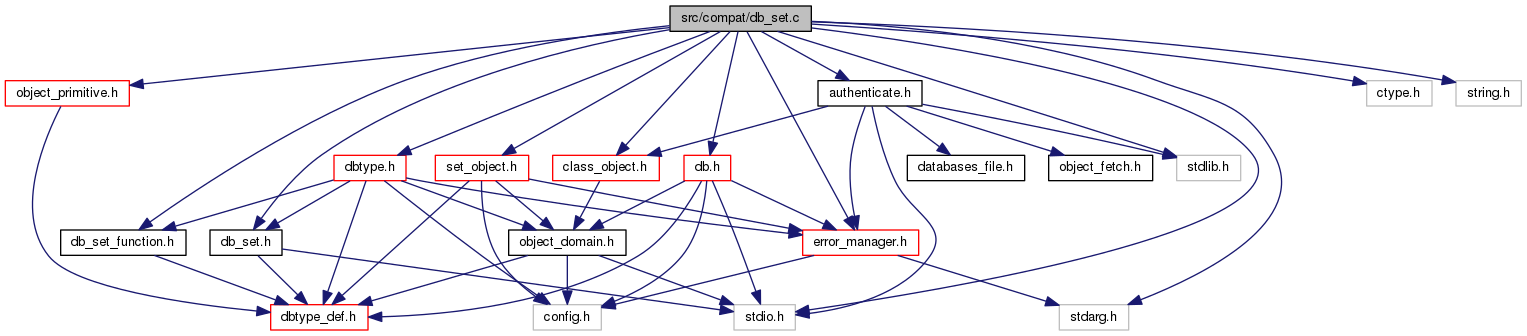 src/compat/db_set.c
object_primitive.h
authenticate.h
ctype.h
string.h
dbtype.h
set_object.h
class_object.h
db.h
databases_file.h
object_fetch.h
stdlib.h
db_set_function.h
db_set.h
object_domain.h
error_manager.h
dbtype_def.h
config.h
stdio.h
stdarg.h